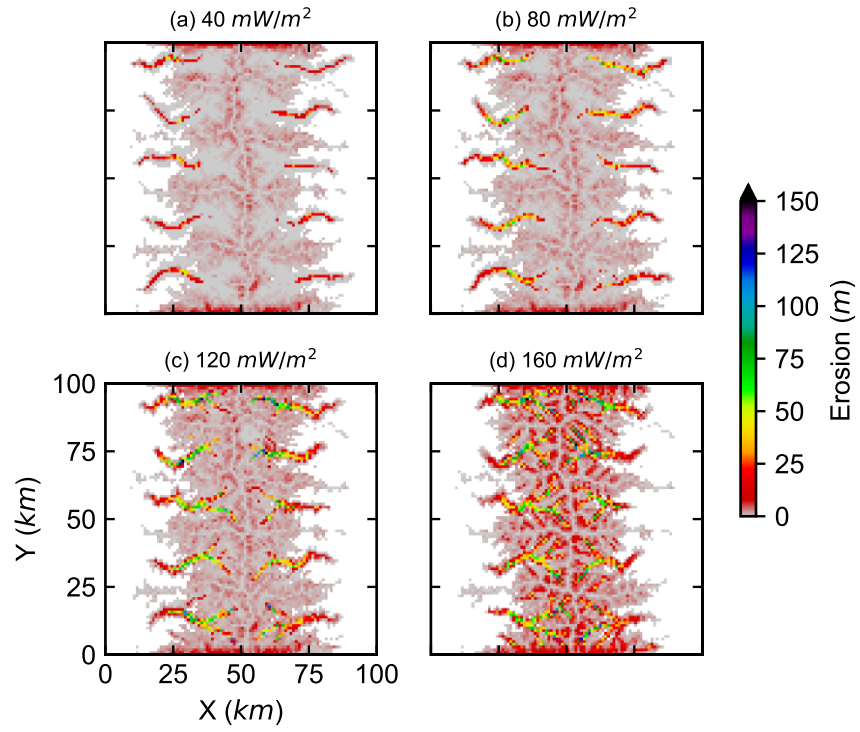 (a) 40 mW/m²
(b) 80 mW/m²
150
125
100
75
50
25
0
Erosion (m)
(c) 120 mW/m²
(d) 160 mW/m²
100
75
50
25
0
Y (km)
0 25 50 75 100
X (km)